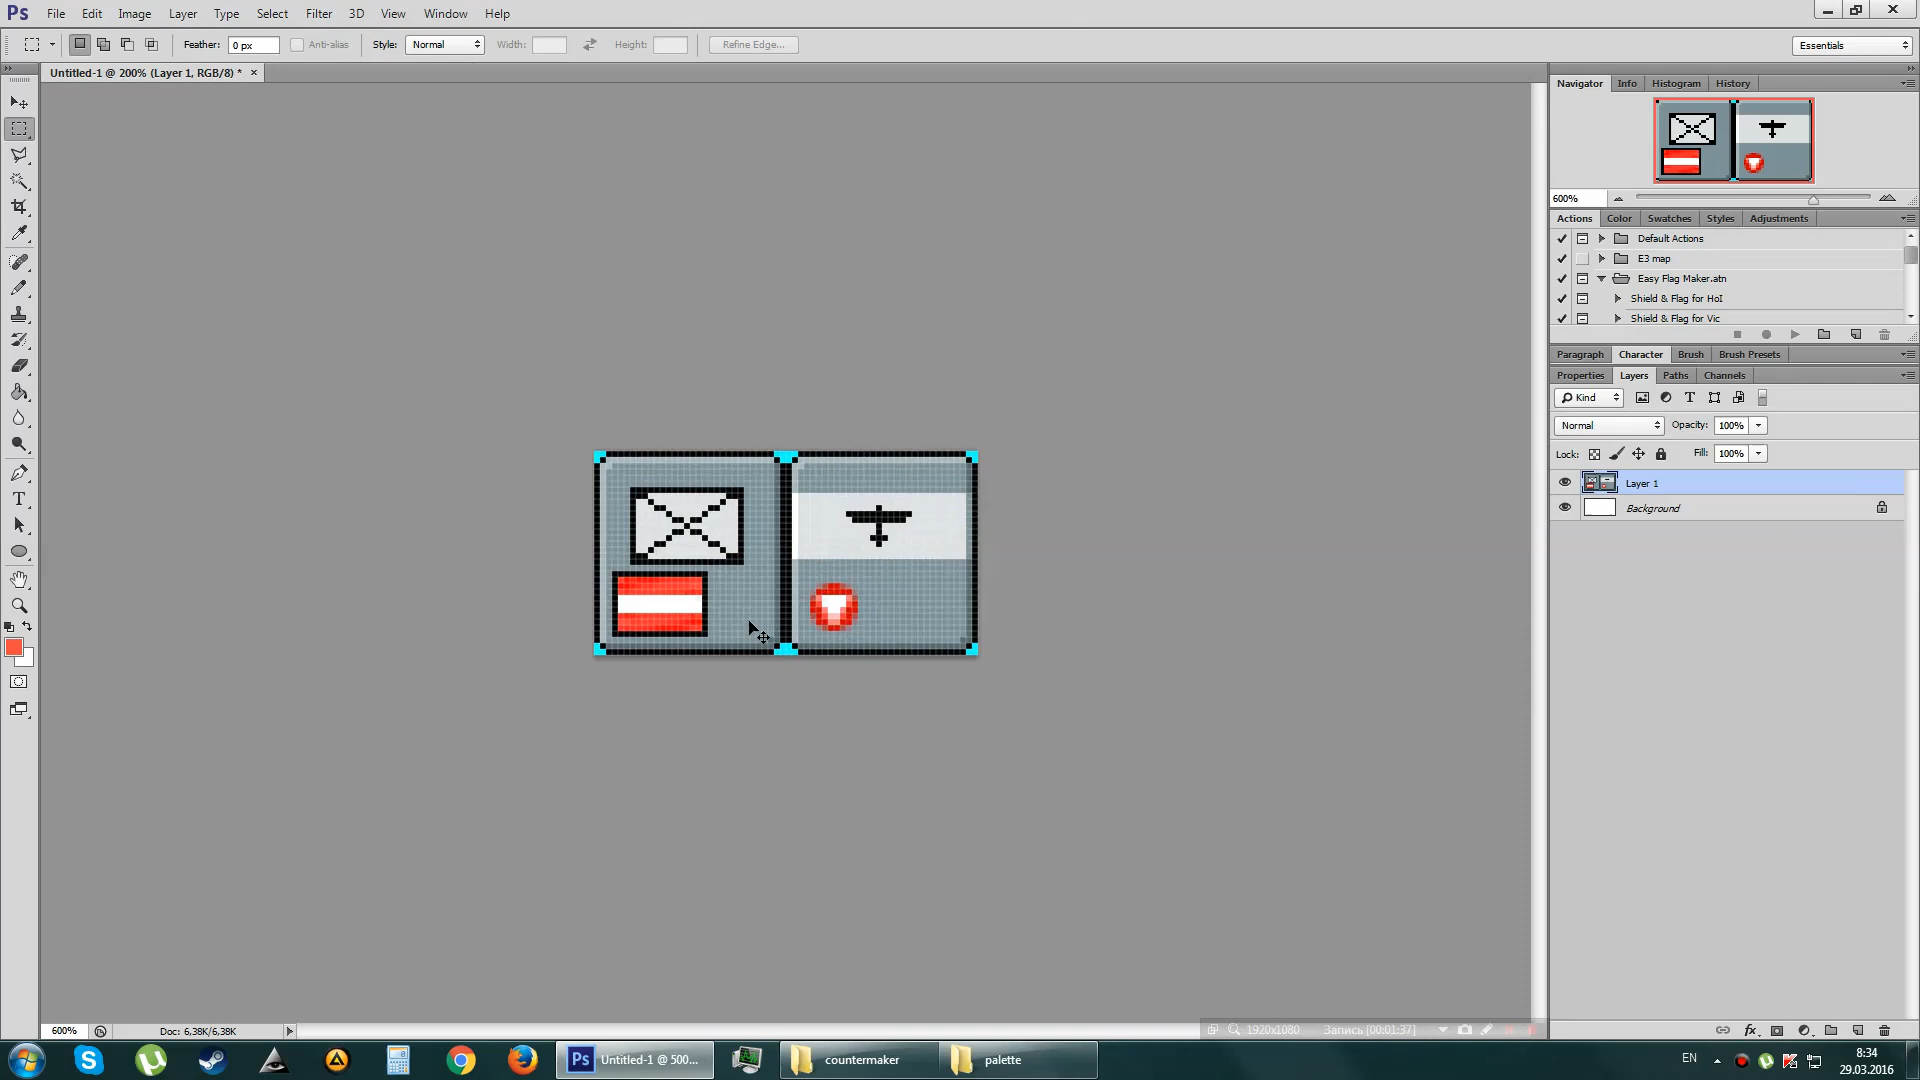 Ps File Edit Image Layer Type Select Filter 3D View Window Help
Feather: 0 px Anti-alias Style: Normal Width: Height: Refine Edge... Essentials
Untitled-1 @ 200% (Layer 1, RGB/8) * ×
Navigator Info Histogram History
600%
Actions Color Swatches Styles Adjustments
Default Actions
E3 map
Easy Flag Maker.atn
Shield & Flag for HoI
Shield & Flag for Vic
Paragraph Character Brush Brush Presets
Properties Layers Paths Channels
Kind
Normal Opacity: 100%
Lock: Fill: 100%
Layer 1
Background
600% Doc: 6,38K/6,38K
1920x1080 Запись [00:01:37]
Ps Untitled-1 @ 500... countermaker palette
EN 8:34
29.03.2016